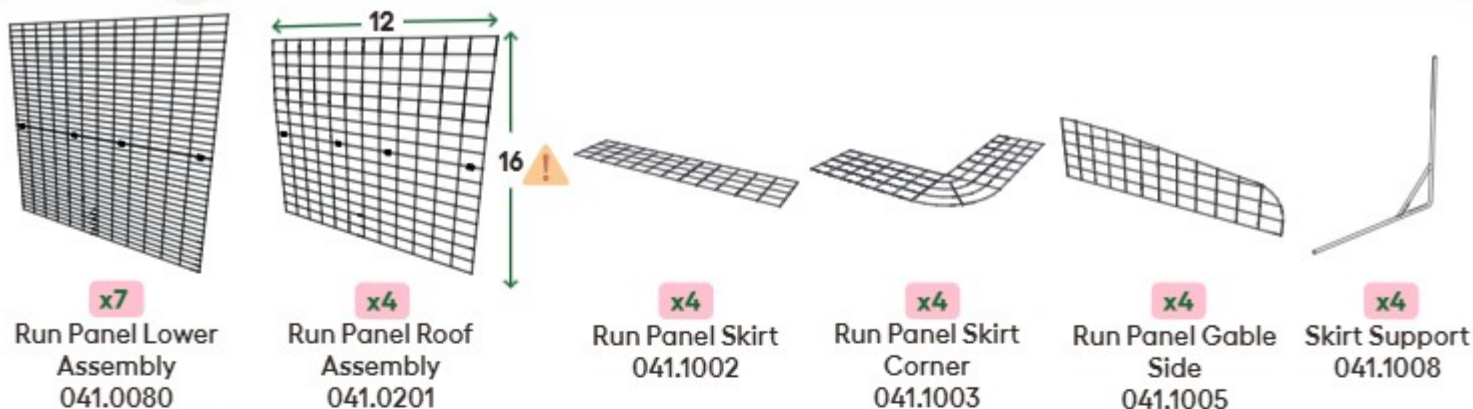 12
16
x7
Run Panel Lower
Assembly
041.0080
x4
Run Panel Roof
Assembly
041.0201
x4
Run Panel Skirt
041.1002
x4
Run Panel Skirt
Corner
041.1003
x4
Run Panel Gable
Side
041.1005
x4
Skirt Support
041.1008